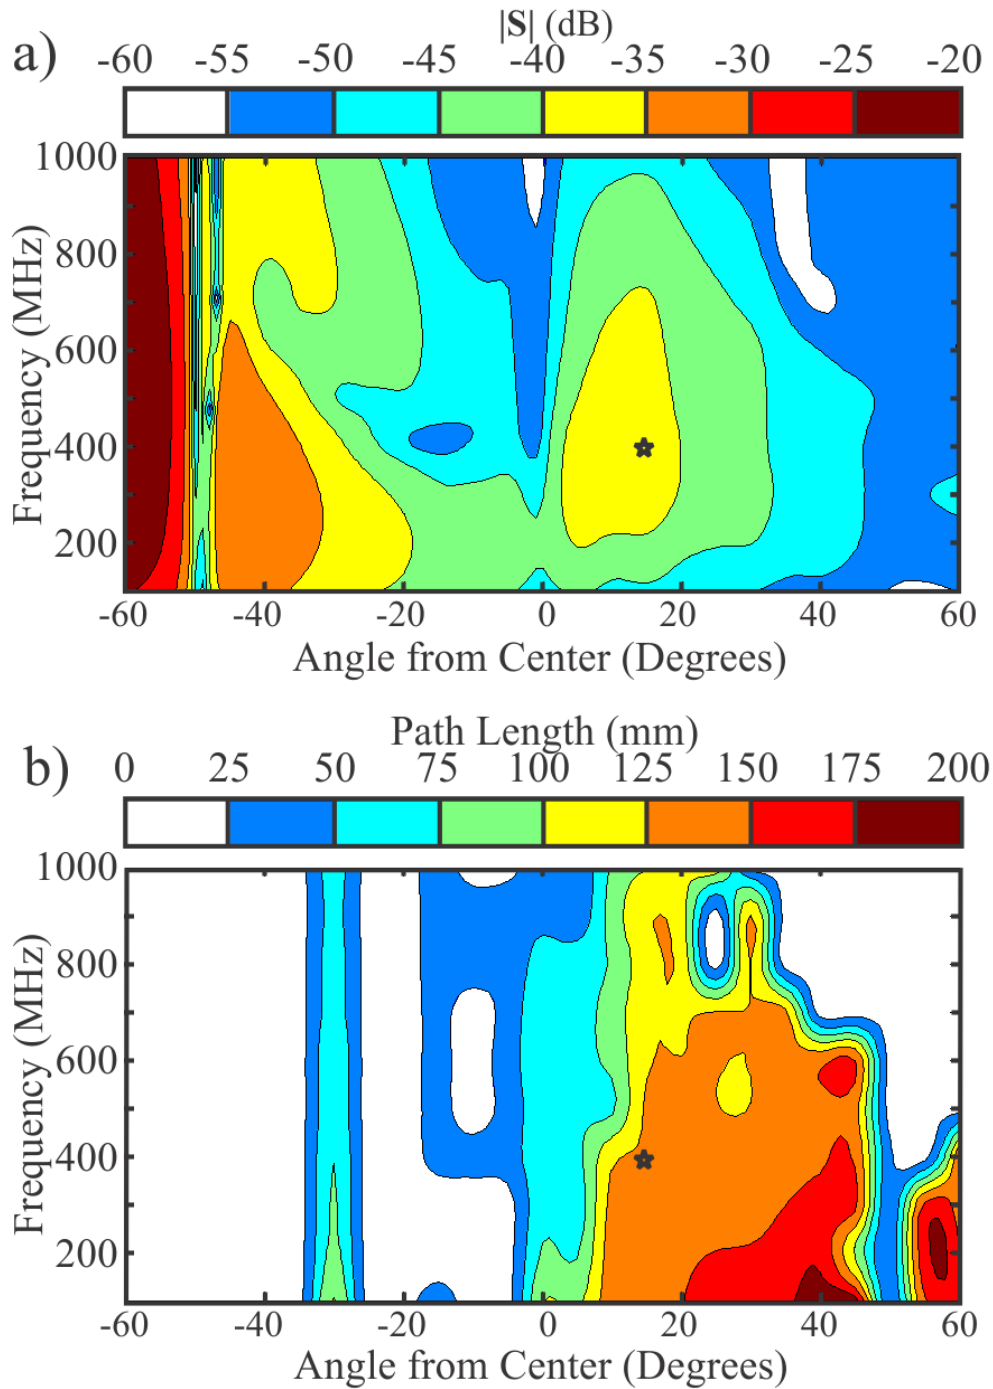 |S| (dB)
a)
-60 -55 -50 -45 -40 -35 -30 -25 -20
1000
800
600
400
200
Frequency (MHz)
-60 -40 -20 0 20 40 60
Angle from Center (Degrees)
Path Length (mm)
b)
0 25 50 75 100 125 150 175 200
1000
800
600
400
200
Frequency (MHz)
-60 -40 -20 0 20 40 60
Angle from Center (Degrees)